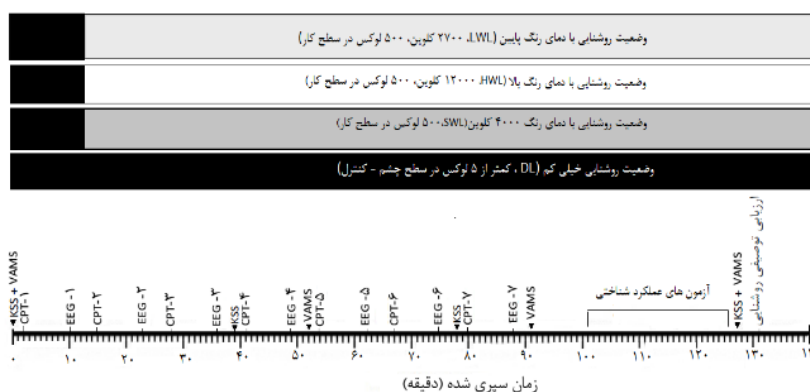 وضعیت روشنایی با دمای رنگ پایین (LWL، ۲۷۰۰ کلوین، ۵۰۰ لوکس در سطح کار)
وضعیت روشنایی با دمای رنگ بالا (HWL، ۱۲۰۰۰ کلوین، ۵۰۰ لوکس در سطح کار)
وضعیت روشنایی با دمای رنگ ۴۰۰۰ کلوین(SWL،۵۰۰ لوکس در سطح کار)
وضعیت روشنایی خیلی کم (DL ، کمتر از ۵ لوکس در سطح چشم - کنترل)
KSS + VAMS
CPT-۱
EEG -۱
CPT-۲
EEG -۲
CPT-۳
EEG -۳
KSS
CPT-۴
EEG -۴
VAMS
CPT-۵
EEG -۵
CPT-۶
EEG -۶
KSS
CPT-۷
EEG -۷
VAMS
آزمون های عملکرد شناختی
KSS + VAMS
ارزیابی توصیفی روشنایی
۰ ۱۰ ۲۰ ۳۰ ۴۰ ۵۰ ۶۰ ۷۰ ۸۰ ۹۰ ۱۰۰ ۱۱۰ ۱۲۰ ۱۳۰
زمان سپری شده (دقیقه)